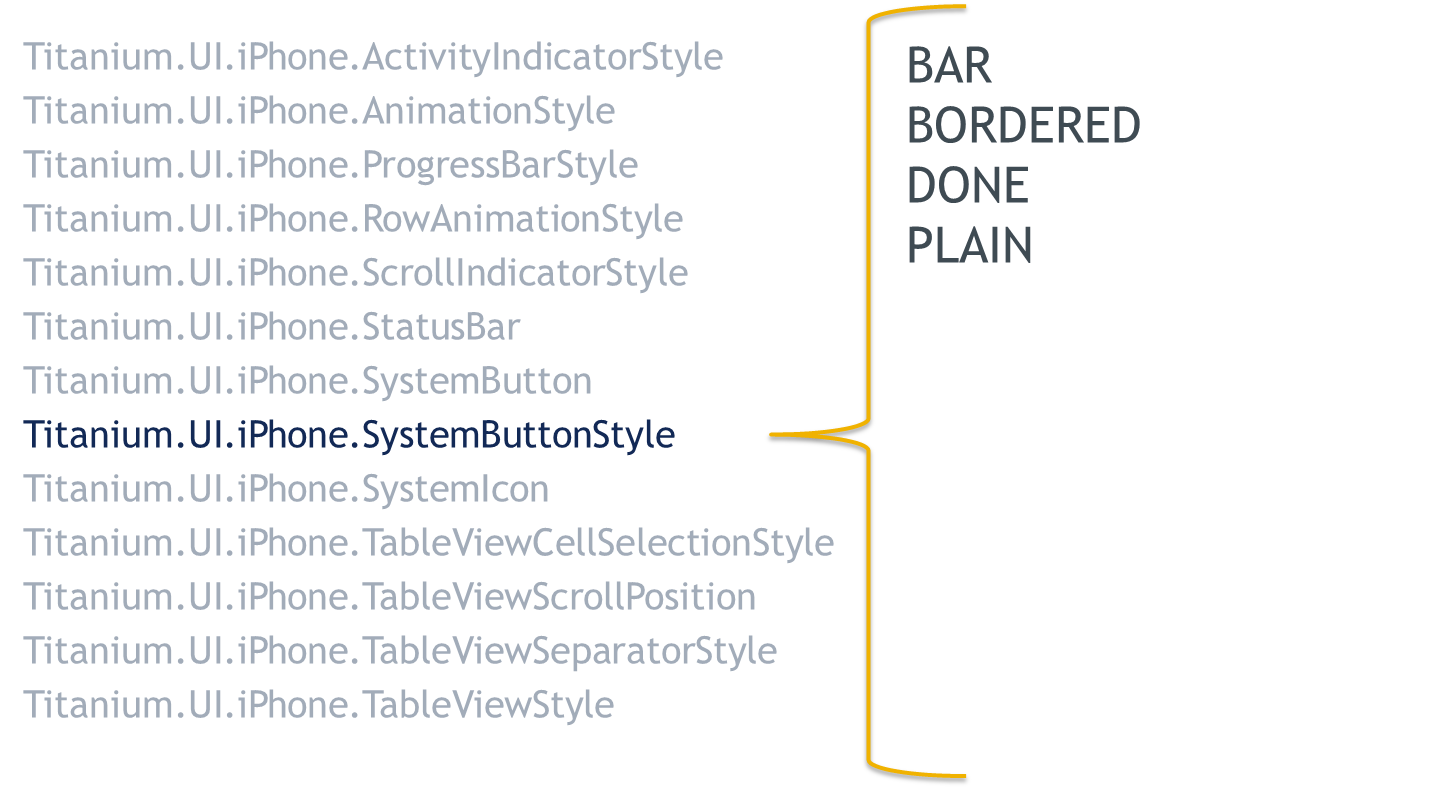 Titanium.UI.iPhone.ActivityIndicatorStyle
Titanium.UI.iPhone.AnimationStyle
Titanium.UI.iPhone.ProgressBarStyle
Titanium.UI.iPhone.RowAnimationStyle
Titanium.UI.iPhone.ScrollIndicatorStyle
Titanium.UI.iPhone.StatusBar
Titanium.UI.iPhone.SystemButton
Titanium.UI.iPhone.SystemButtonStyle
Titanium.UI.iPhone.SystemIcon
Titanium.UI.iPhone.TableViewCellSelectionStyle
Titanium.UI.iPhone.TableViewScrollPosition
Titanium.UI.iPhone.TableViewSeparatorStyle
Titanium.UI.iPhone.TableViewStyle
BAR
BORDERED
DONE
PLAIN